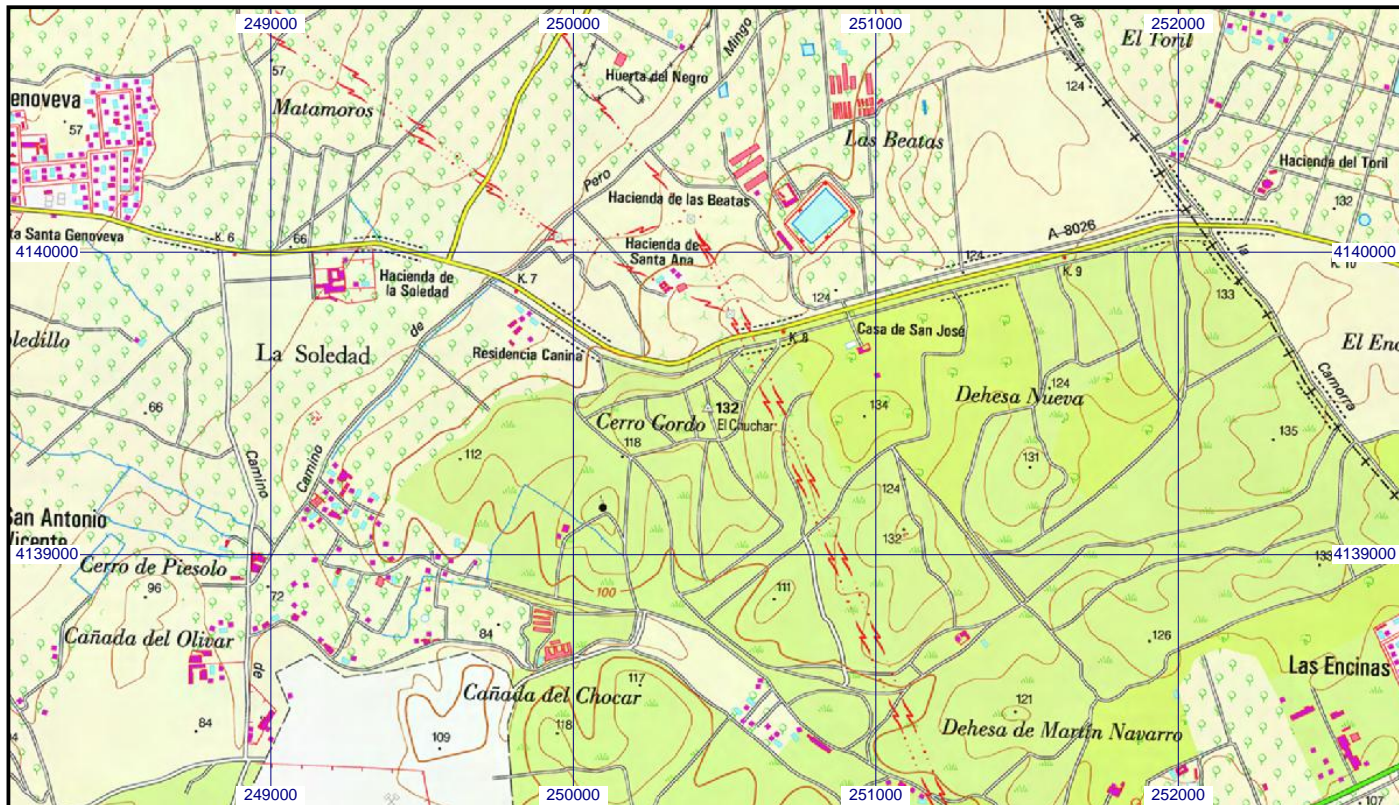 249000
250000
251000
252000
de
El Toril
57
Mingo
Huerta del Negro
124
enoveva
57
Matamoros
Las Beatas
Hacienda del Toril
Pero
Hacienda de las Beatas
132
ta Santa Genoveva
K. 6
66
A-8026
la
4140000
Hacienda de
Santa Ana
124
4140000
Hacienda de
la Soledad
K. 7
K. 9
K. 10
133
124
de
oledillo
La Soledad
Residencia Canina
K. 8
Casa de San José
El Enc
Camorra
66
132
Cerro Gordo
El Chuchar
134
Dehesa Nueva
124
135
118
112
131
Camino
Camino
124
San Antonio
Vicente
132
4139000
4139000
Cerro de Piesolo
96
72
100
111
Cañada del Olivar
84
126
Las Encinas
de
117
Cañada del Chocar
118
121
Dehesa de Martín Navarro
84
109
107
249000
250000
251000
252000